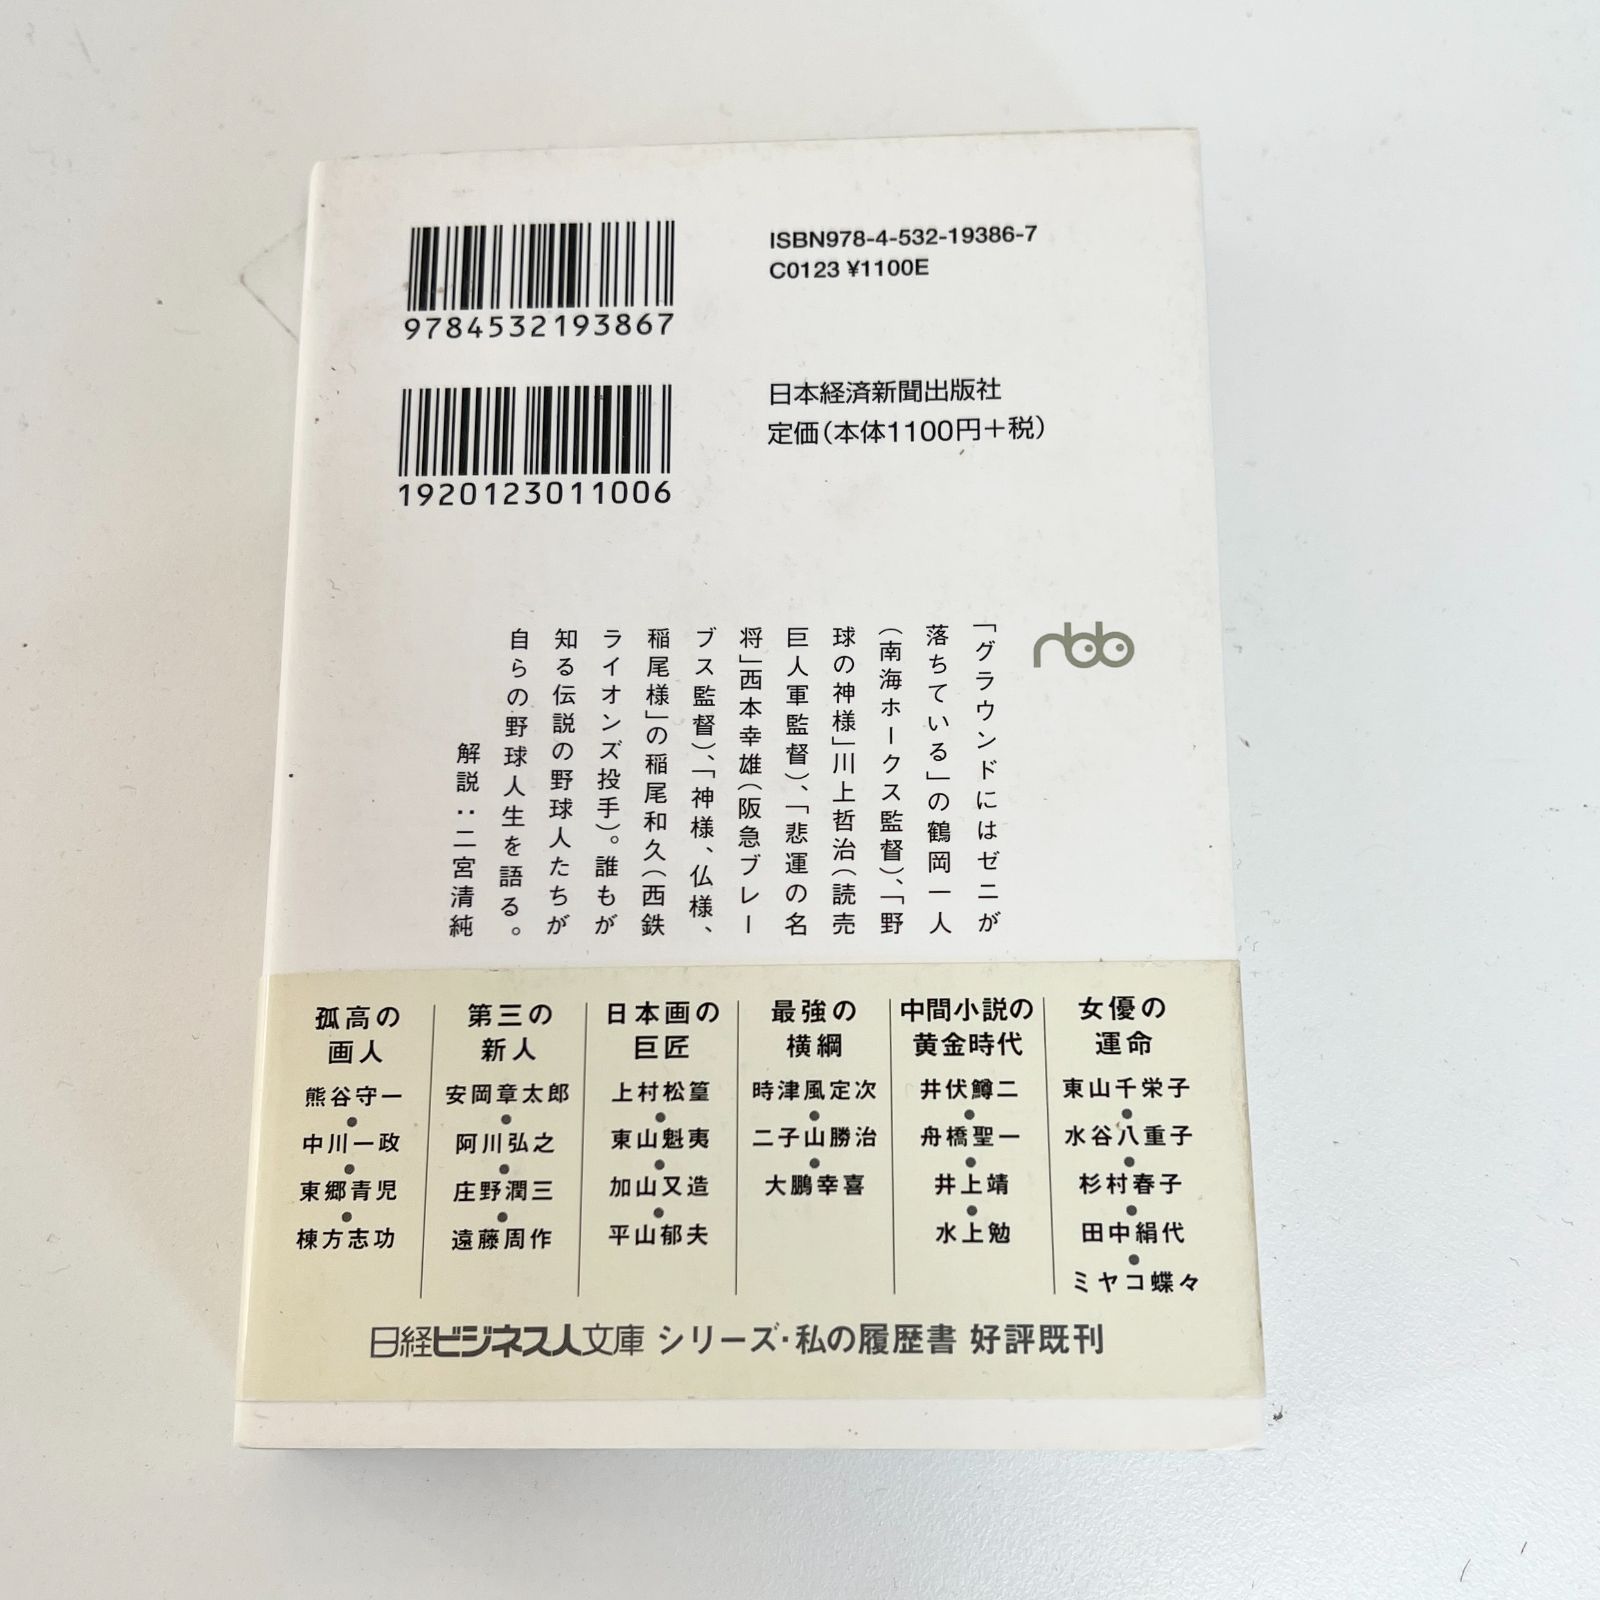 ISBN978-4-532-19386-7
C0123 ¥1100E
9784532193867
日本経済新聞出版社
定価(本体1100円+税)
1920123011006
nbb
「グラウンドにはゼニが
落ちている」の鶴岡一人
(南海ホークス監督)、「野
球の神様」川上哲治(読売
巨人軍監督)、「悲運の名
将」西本幸雄(阪急ブレー
ブス監督)、「神様、仏様、
稲尾様」の稲尾和久(西鉄
ライオンズ投手)。誰もが
知る伝説の野球人たちが
自らの野球人生を語る。
解説:二宮清純
女優の
運命
東山千栄子
水谷八重子
杉村春子
田中絹代
ミヤコ蝶々
中間小説の
黄金時代
井伏鱒二
舟橋聖一
井上靖
水上勉
最強の
横綱
時津風定次
二子山勝治
大鵬幸喜
日本画の
巨匠
上村松篁
東山魁夷
加山又造
平山郁夫
第三の
新人
安岡章太郎
阿川弘之
庄野潤三
遠藤周作
孤高の
画人
熊谷守一
中川一政
東郷青児
棟方志功
日経ビジネス人文庫 シリーズ・私の履歴書 好評既刊